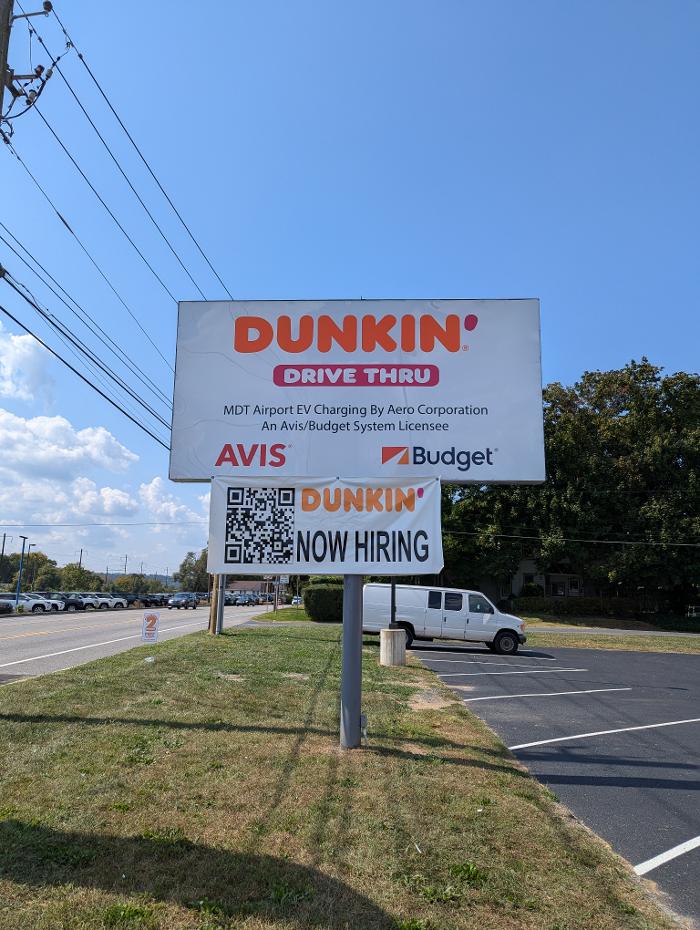 DUNKIN'
DRIVE THRU
MDT Airport EV Charging By Aero Corporation
An Avis/Budget System Licensee
AVIS Budget
DUNKIN'
NOW HIRING
2